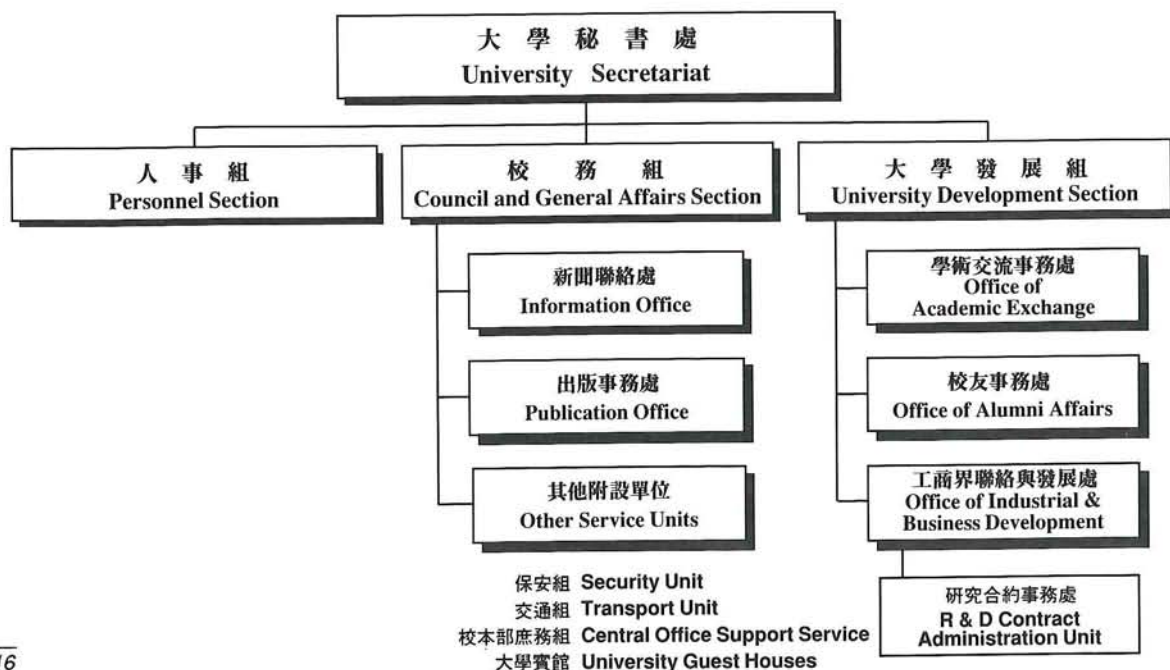 大學秘書處
University Secretariat
人事組
Personnel Section
校務組
Council and General Affairs Section
大學發展組
University Development Section
新聞聯絡處
Information Office
出版事務處
Publication Office
其他附設單位
Other Service Units
保安組 Security Unit
交通組 Transport Unit
校本部庶務組 Central Office Support Service
大學賓館 University Guest Houses
學術交流事務處
Office of
Academic Exchange
校友事務處
Office of Alumni Affairs
工商界聯絡與發展處
Office of Industrial &
Business Development
研究合約事務處
R & D Contract
Administration Unit